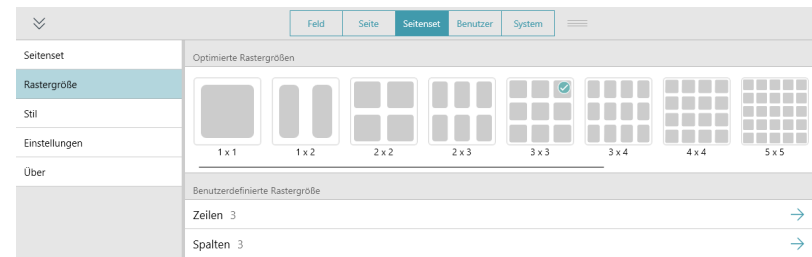 Feld Seite Seitenset Benutzer System
Seitenset
Optimierte Rastergrößen
Rastergröße
Stil
Einstellungen
Über
1 x 1 1 x 2 2 x 2 2 x 3 3 x 3 3 x 4 4 x 4 5 x 5
Benutzerdefinierte Rastergröße
Zeilen 3
Spalten 3